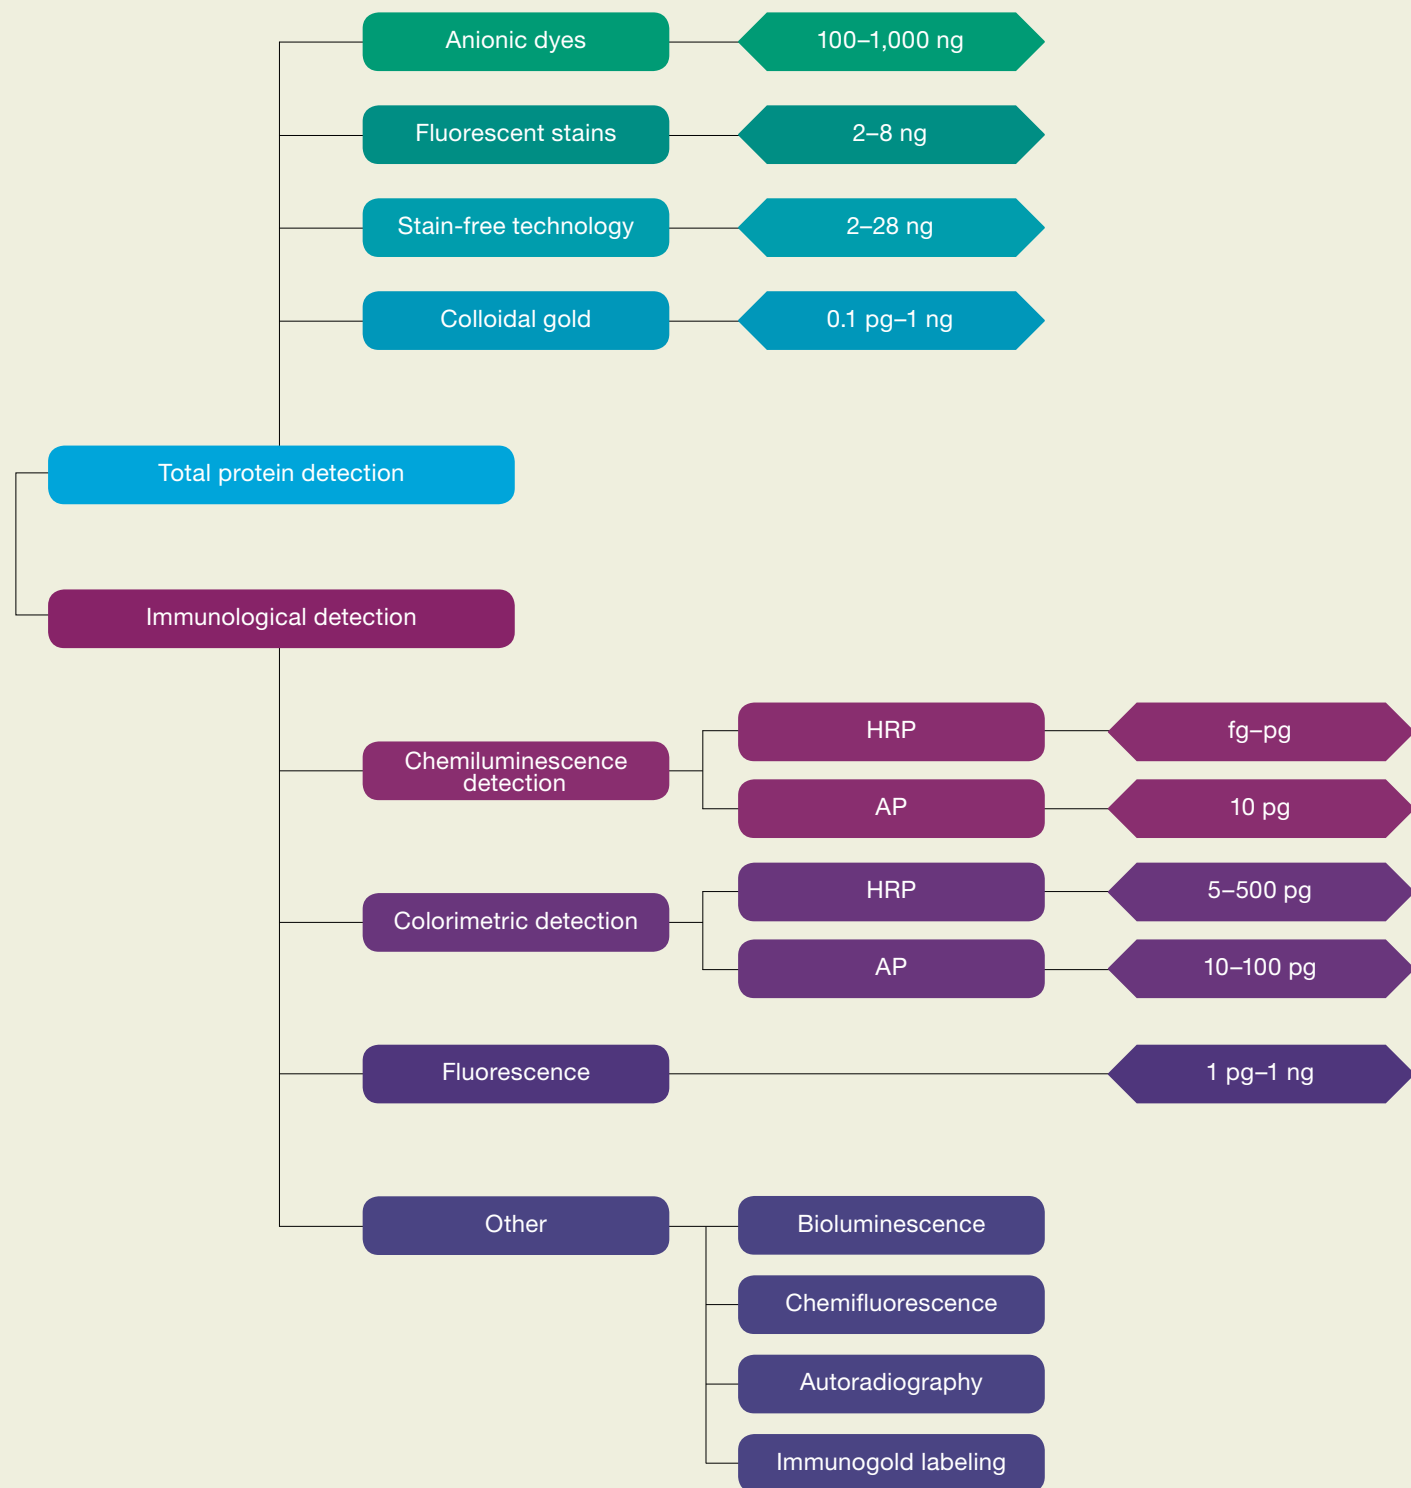 Anionic dyes
100–1,000 ng
Fluorescent stains
2–8 ng
Stain-free technology
2–28 ng
Colloidal gold
0.1 pg–1 ng
Total protein detection
Immunological detection
Chemiluminescence
detection
HRP
fg–pg
AP
10 pg
Colorimetric detection
HRP
5–500 pg
AP
10–100 pg
Fluorescence
1 pg–1 ng
Other
Bioluminescence
Chemifluorescence
Autoradiography
Immunogold labeling